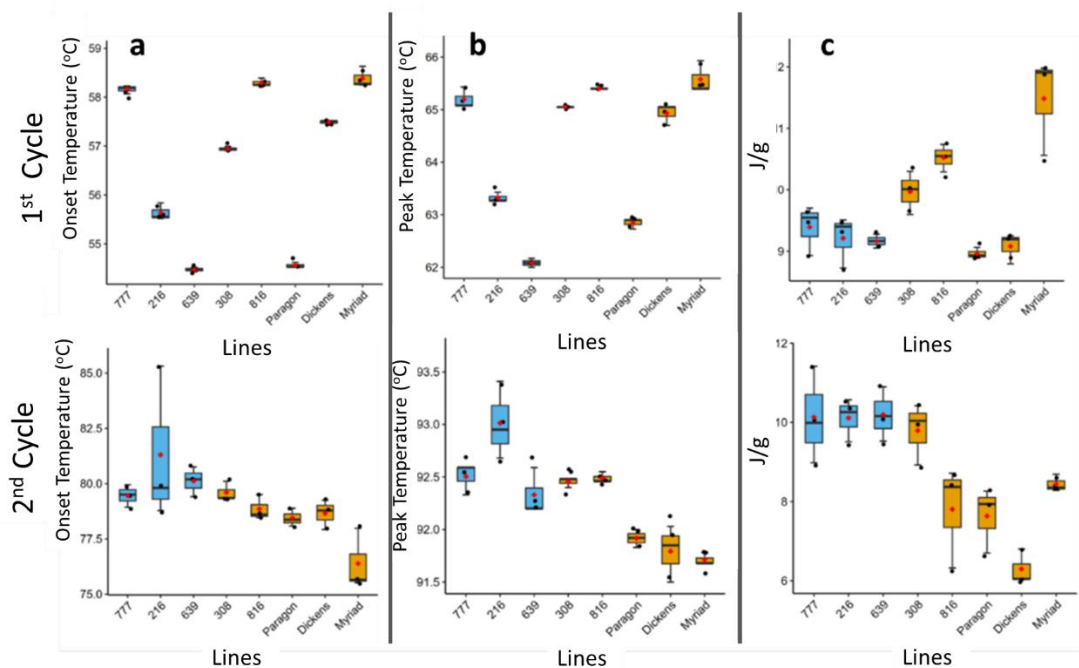 a
b
c
1st Cycle
Onset Temperature (°C)
59
58
57
56
55
54
777
216
639
308
816
Paragon
Dickens
Myriad
Lines
Peak Temperature (°C)
66
65
64
63
62
777
216
639
308
816
Paragon
Dickens
Myriad
Lines
J/g
2
1
0
9
777
216
639
308
816
Paragon
Dickens
Myriad
Lines
2nd Cycle
Onset Temperature (°C)
85.0
82.5
80.0
77.5
75.0
777
216
639
308
816
Paragon
Dickens
Myriad
Lines
Peak Temperature (°C)
93.5
93.0
92.5
92.0
91.5
777
216
639
308
816
Paragon
Dickens
Myriad
Lines
J/g
12
10
8
6
777
216
639
308
816
Paragon
Dickens
Myriad
Lines